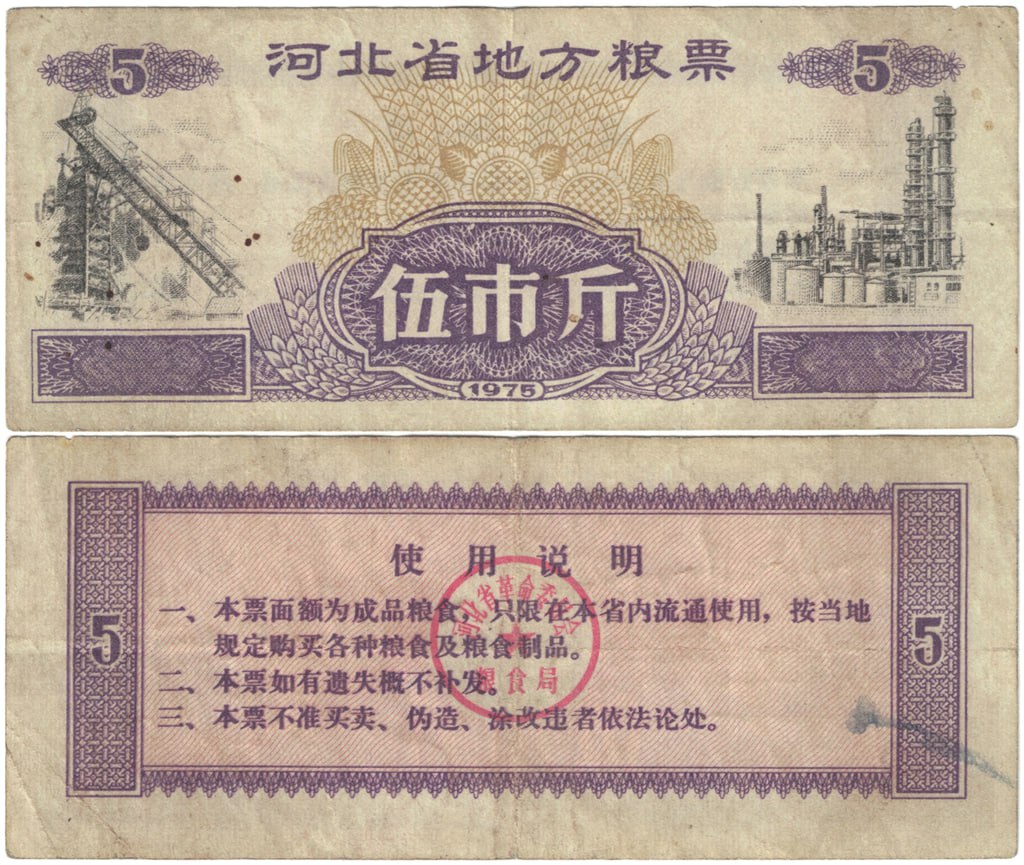 5
河北省地方粮票
5
伍市斤
1975
使用说明
一、本票面额为成品粮食，只限在本省内流通使用，按当地
规定购买各种粮食及粮食制品。
二、本票如有遗失概不补发。
三、本票不准买卖、伪造、涂改违者依法论处。
5
5
河北省革命委员会
粮食局